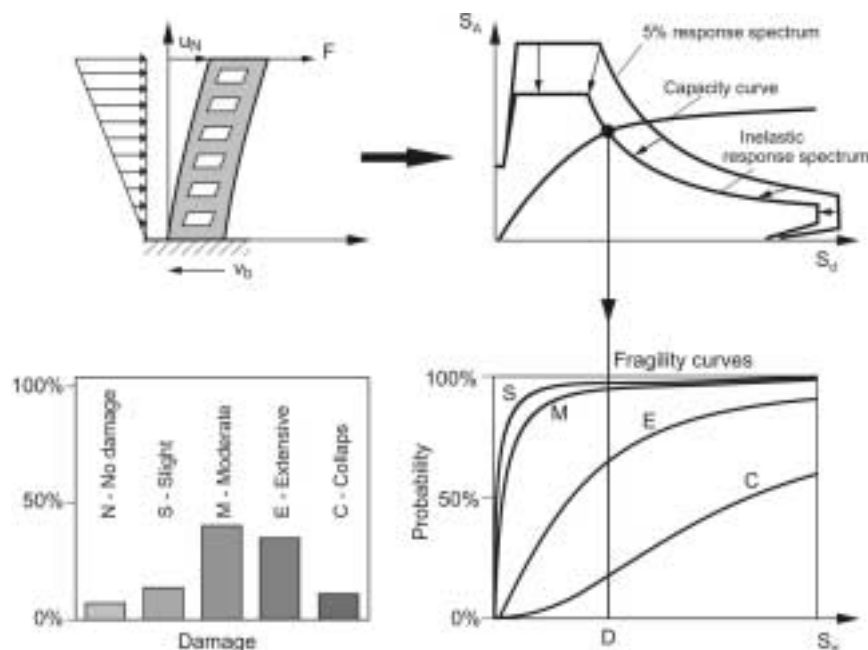 u_N
F
v_b
S_A
5% response spectrum
Capacity curve
Inelastic
response spectrum
S_d
100%
50%
0%
N - No damage
S - Slight
M - Moderate
E - Extensive
C - Collaps
Damage
Fragility curves
100%
50%
0%
Probability
S
M
E
C
D